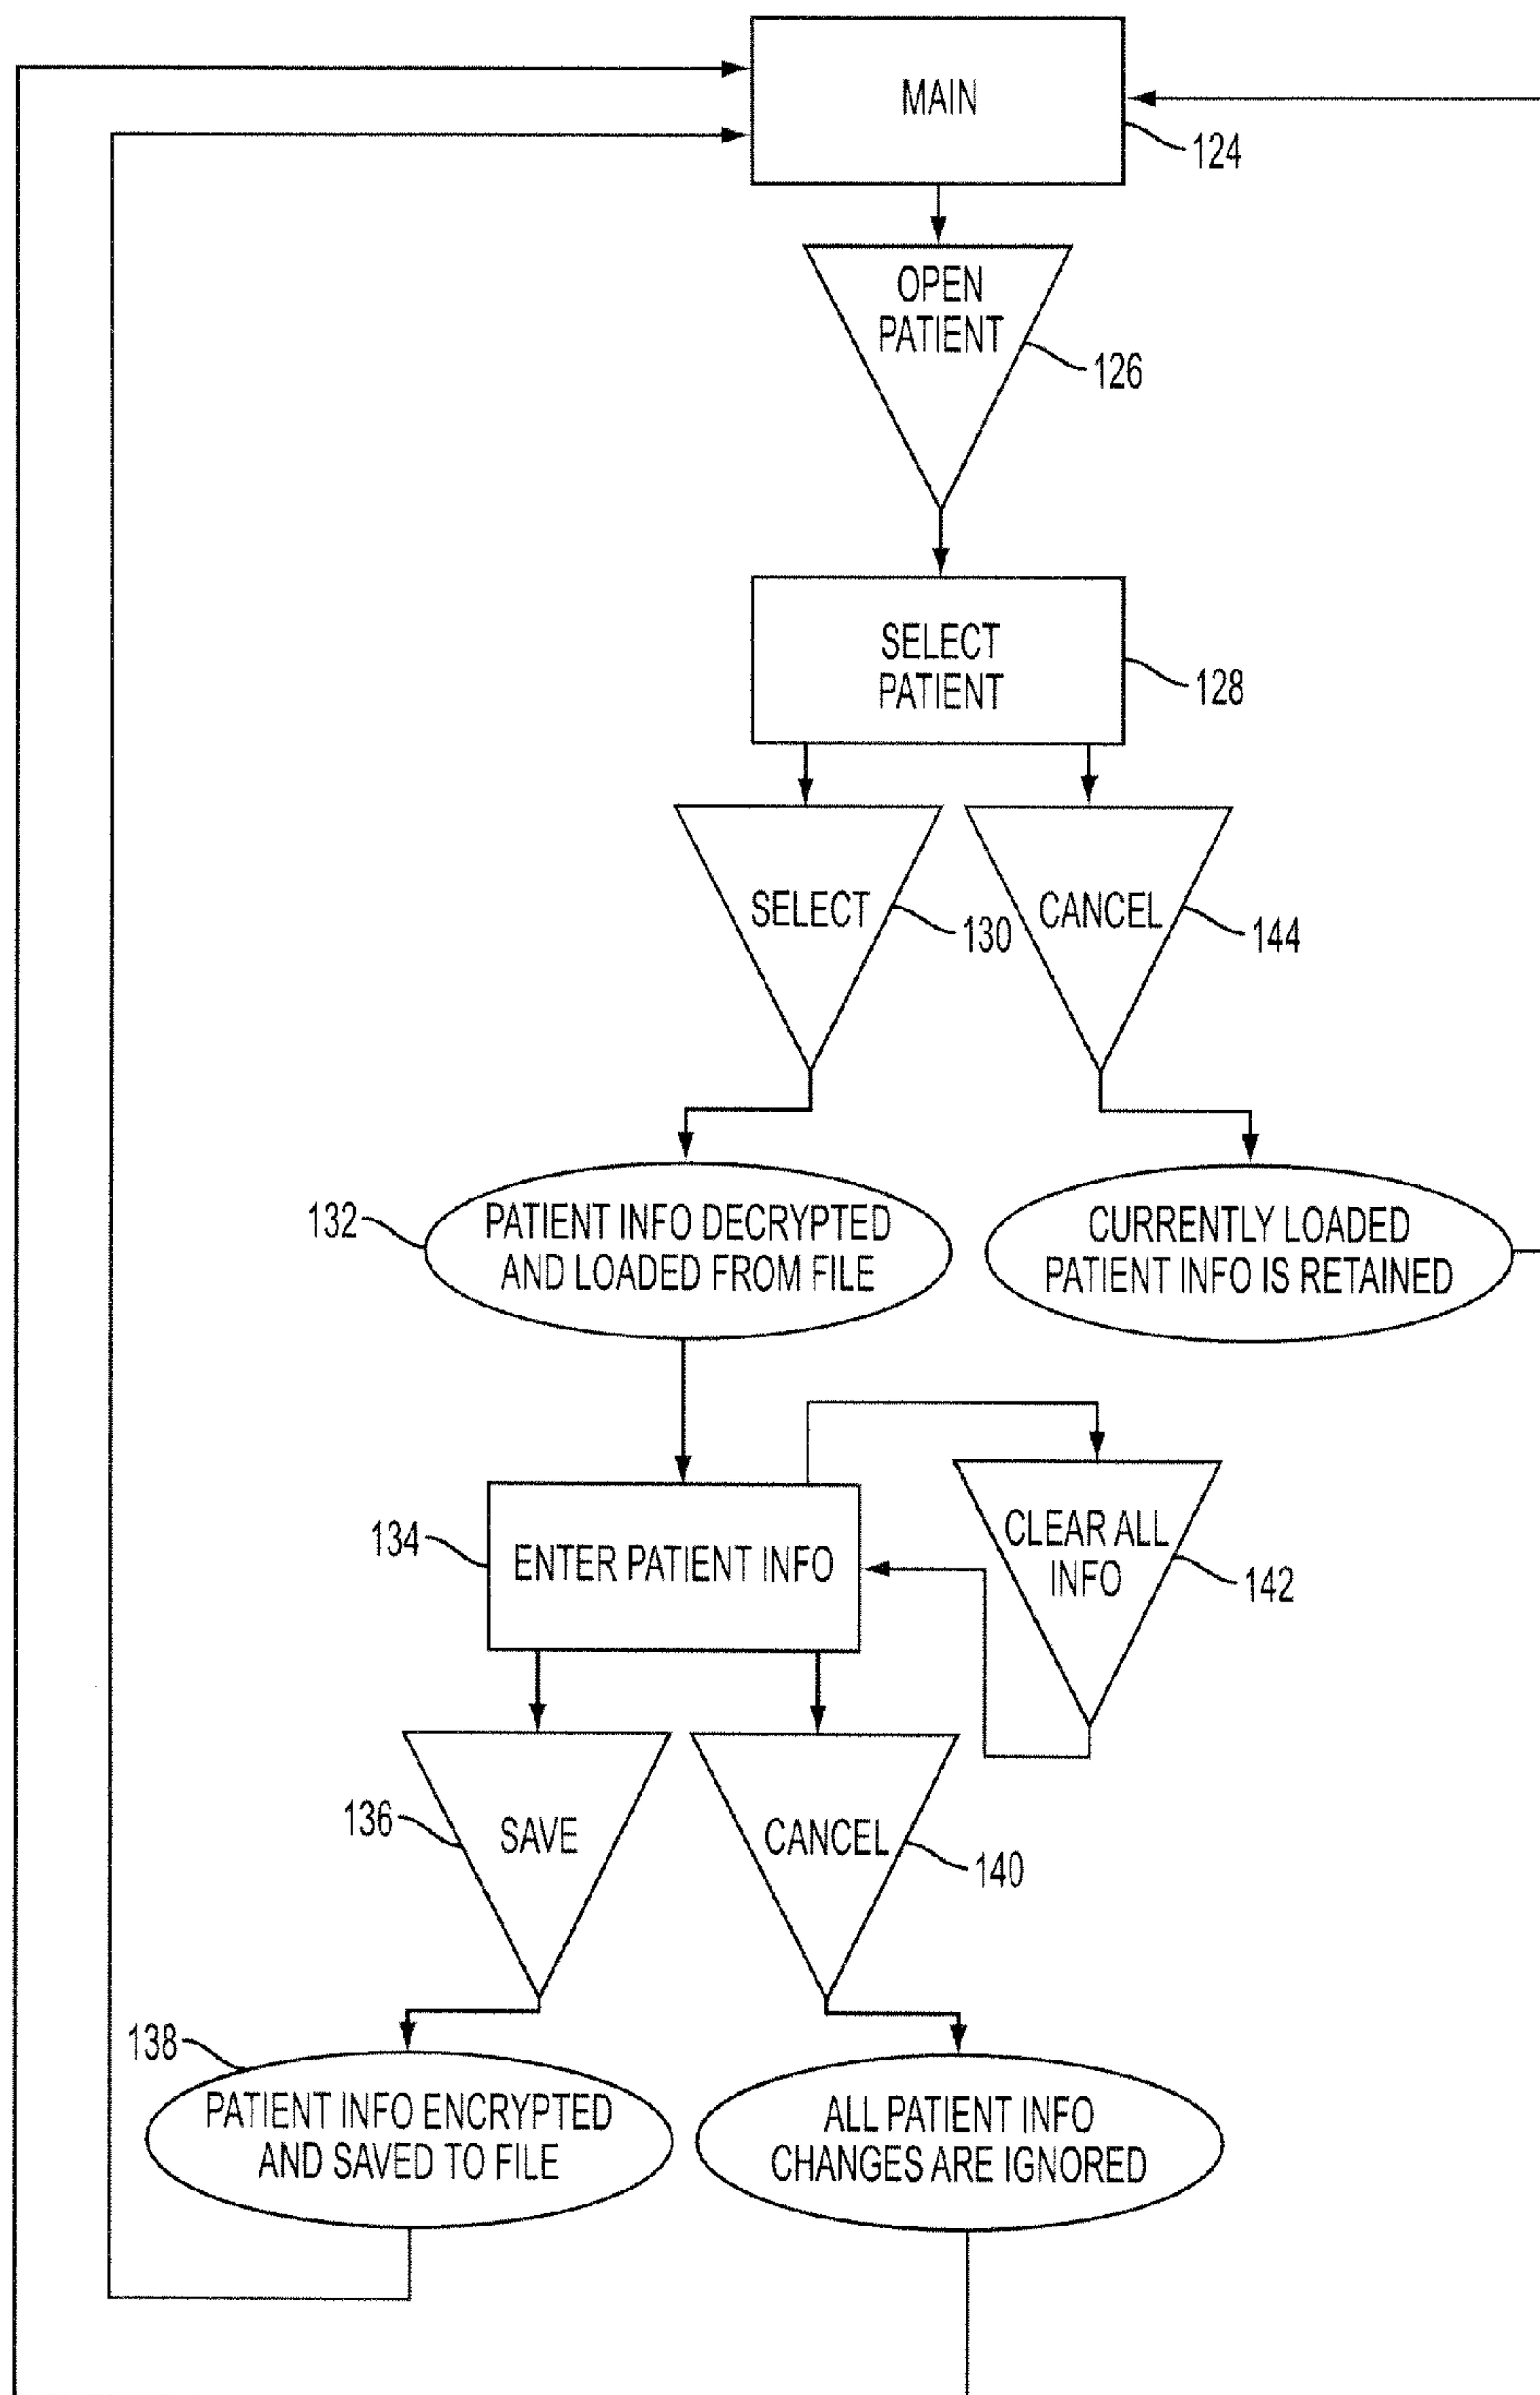 MAIN
124
OPEN
PATIENT
126
SELECT
PATIENT
128
SELECT
130
CANCEL
144
132
PATIENT INFO DECRYPTED
AND LOADED FROM FILE
CURRENTLY LOADED
PATIENT INFO IS RETAINED
134
ENTER PATIENT INFO
CLEAR ALL
INFO
142
136
SAVE
CANCEL
140
138
PATIENT INFO ENCRYPTED
AND SAVED TO FILE
ALL PATIENT INFO
CHANGES ARE IGNORED